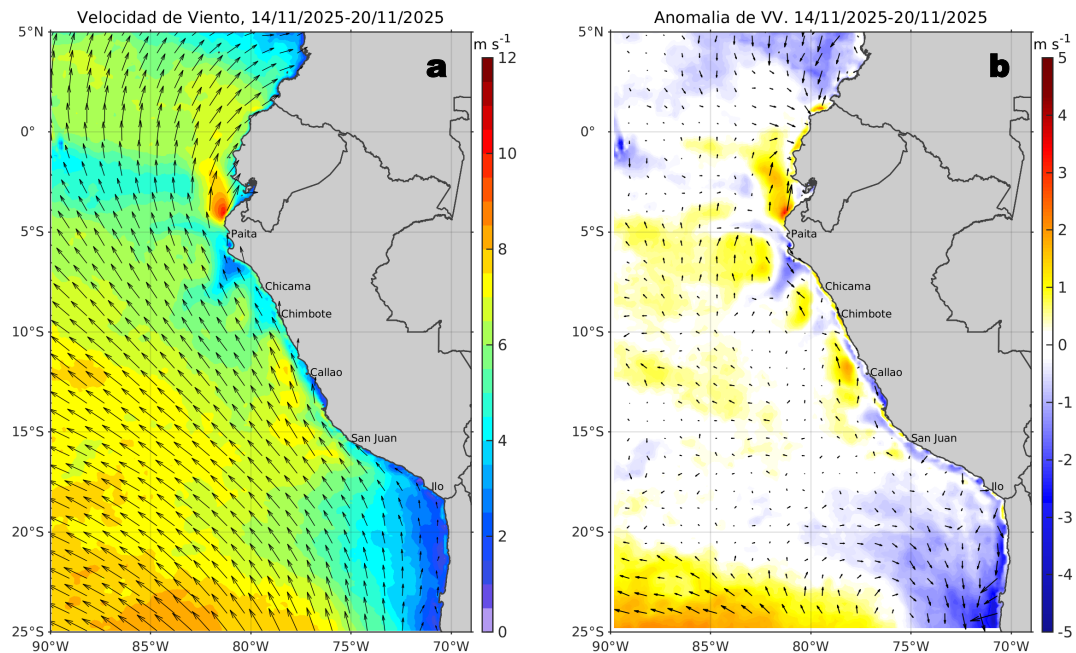 Velocidad de Viento, 14/11/2025-20/11/2025
a
m s⁻¹
5°N
0°
5°S
10°S
15°S
20°S
25°S
90°W
85°W
80°W
75°W
70°W
Paita
Chicama
Chimbote
Callao
San Juan
Ilo
12
10
8
6
4
2
0
Anomalia de VV. 14/11/2025-20/11/2025
b
m s⁻¹
5°N
0°
5°S
10°S
15°S
20°S
25°S
90°W
85°W
80°W
75°W
70°W
Paita
Chicama
Chimbote
Callao
San Juan
Ilo
5
4
3
2
1
0
-1
-2
-3
-4
-5